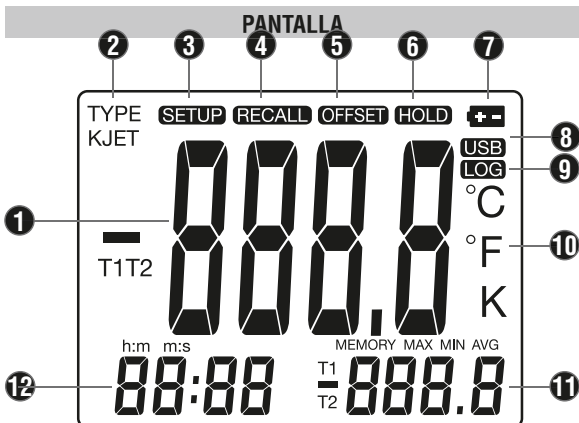 PANTALLA
2 3 4 5 6 7
TYPE SETUP RECALL OFFSET HOLD
KJET
USB 8
LOG 9
1 888.8 °C
°F 10
T1T2
K
h:m m:s MEMORY MAX MIN AVG
12 88:88 T1 T2 888.8 11